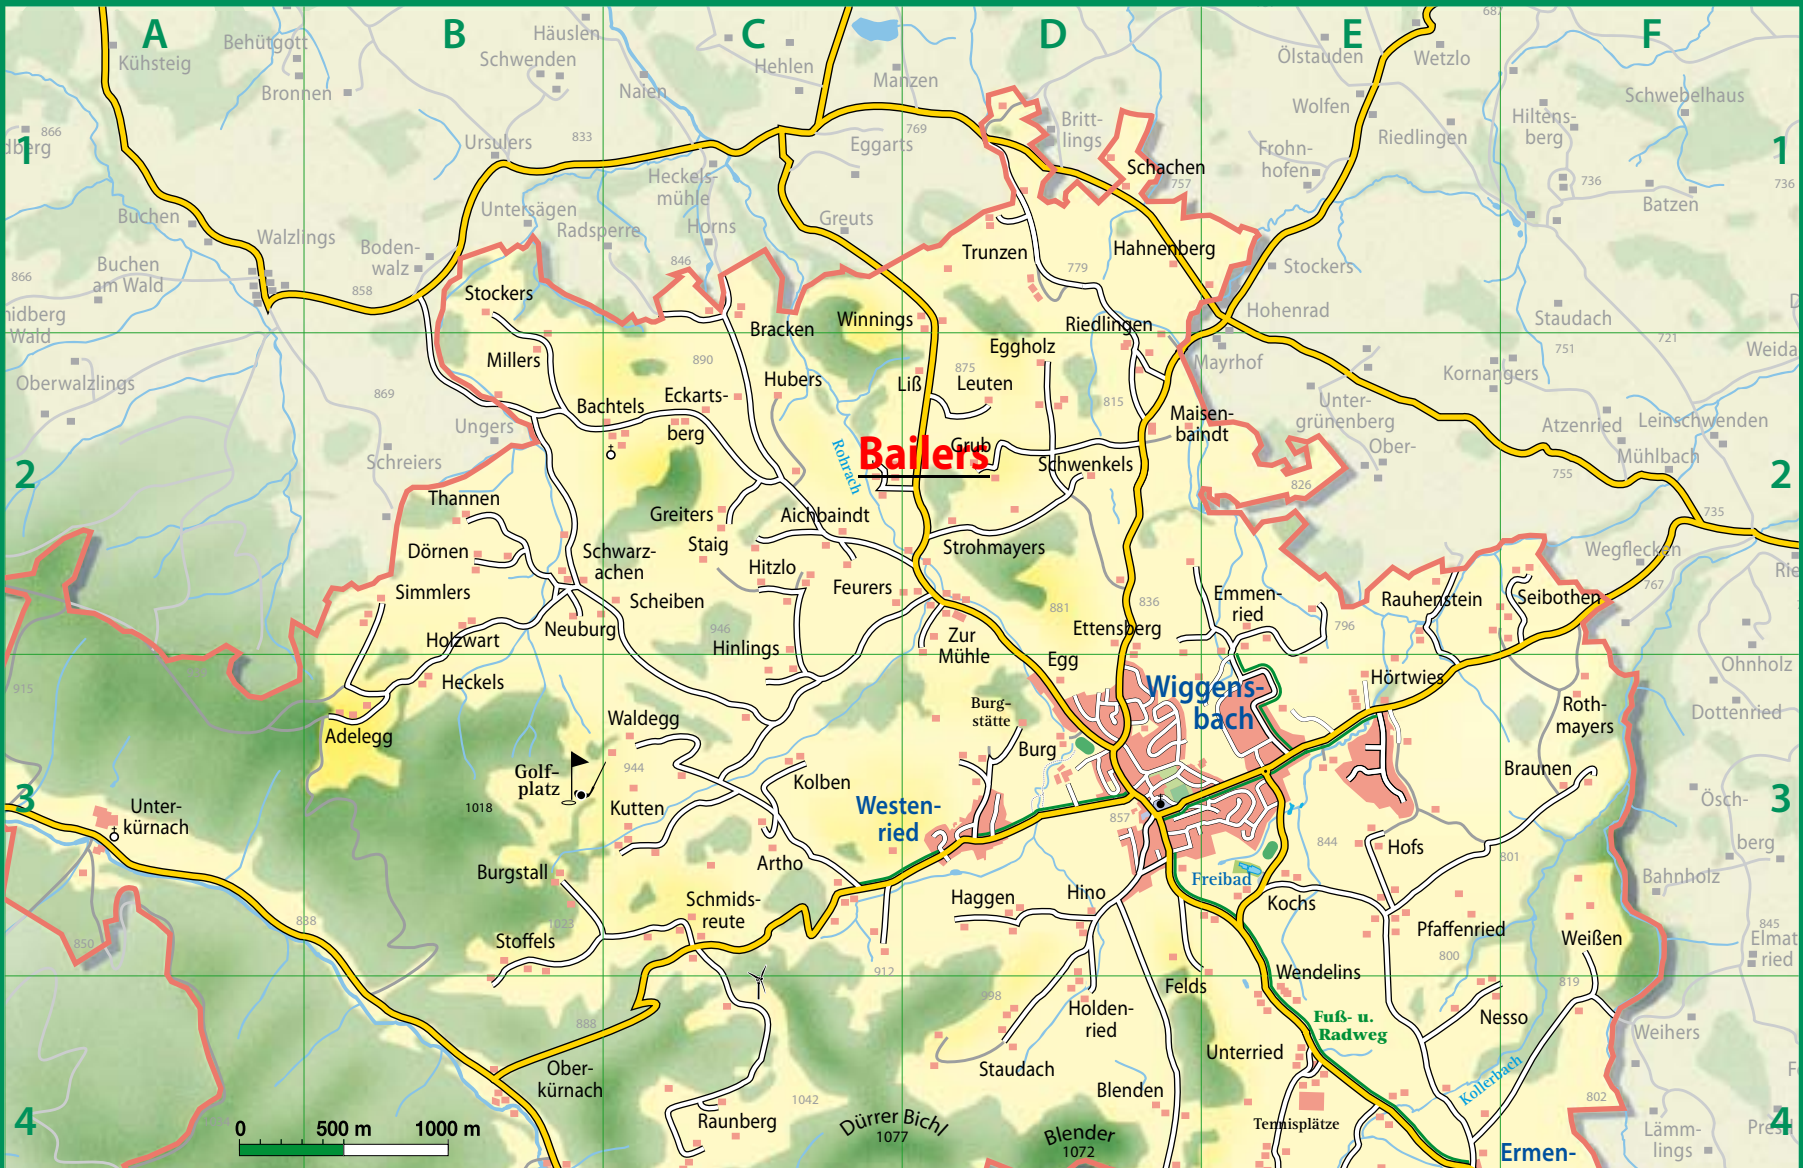 A
B
C
D
E
F
687
Kühsteig
Behütgott
Häuslen
Schwenden
Bronnen
Naien
Hehlen
Manzen
Ölstauden
Wetzlo
Schwebelhaus
Wolfen
Hiltens-
berg
Riedlingen
Britt-
lings
866
dberg
1
Ursulers
833
769
Eggarts
Schachen
757
Frohn-
hofen
736
736
1
Batzen
Heckels-
mühle
Buchen
Walzlings
Untersägen
Radsperre
Horns
Greuts
Boden-
walz
846
Trunzen
Hahnenberg
Stockers
866
Buchen
am Wald
858
779
nidberg
Wald
Stockers
Bracken
Winnings
Riedlingen
Hohenrad
Staudach
721
751
Weida
Millers
890
Eggholz
Mayrhof
Kornangers
Oberwalzlings
869
Hubers
Liß
875
Leuten
815
Eckarts-
berg
Bachtels
Ungers
Maisen-
baindt
Unter-
grünenberg
Ober-
Atzenried
Leinschwenden
Mühlbach
Schreiers
Rohrach
Bailers
Grub
Schwenkels
826
755
2
2
Thannen
Greiters
Aichbaindt
735
Dörnen
Schwarz-
achen
Staig
Strohmayers
Wegflecken
Hitzlo
Feurers
767
Rie
Simmlers
Scheiben
881
836
Emmen-
ried
Rauhenstein
Seibothen
Holzwart
Neuburg
946
Hinlings
Zur
Mühle
Ettensberg
796
Egg
915
Heckels
Hörtwies
Ohnholz
Wiggens-
bach
Adelegg
Waldegg
Burg-
stätte
Burg
Roth-
mayers
Dottenried
Golf-
platz
944
Kolben
Braunen
3
1018
Kutten
Westen-
ried
857
Ösch-
berg
3
Unter-
kürnach
Artho
844
Hofs
801
Burgstall
Freibad
Bahnholz
838
850
1023
Schmids-
reute
Haggen
Hino
Kochs
Pfaffenried
845
Elmat
ried
Stoffels
912
Weißen
800
Wendelins
819
Felds
998
Holden-
ried
Fuß- u.
Radweg
Nesso
Weihers
888
Unterried
Staudach
Ober-
kürnach
Blenden
Kollerbach
802
4
0
500 m
1000 m
Raunberg
1042
Dürrer Bichl
1077
Blender
1072
Tennisplätze
Ermen-
Lämm-
lings
4